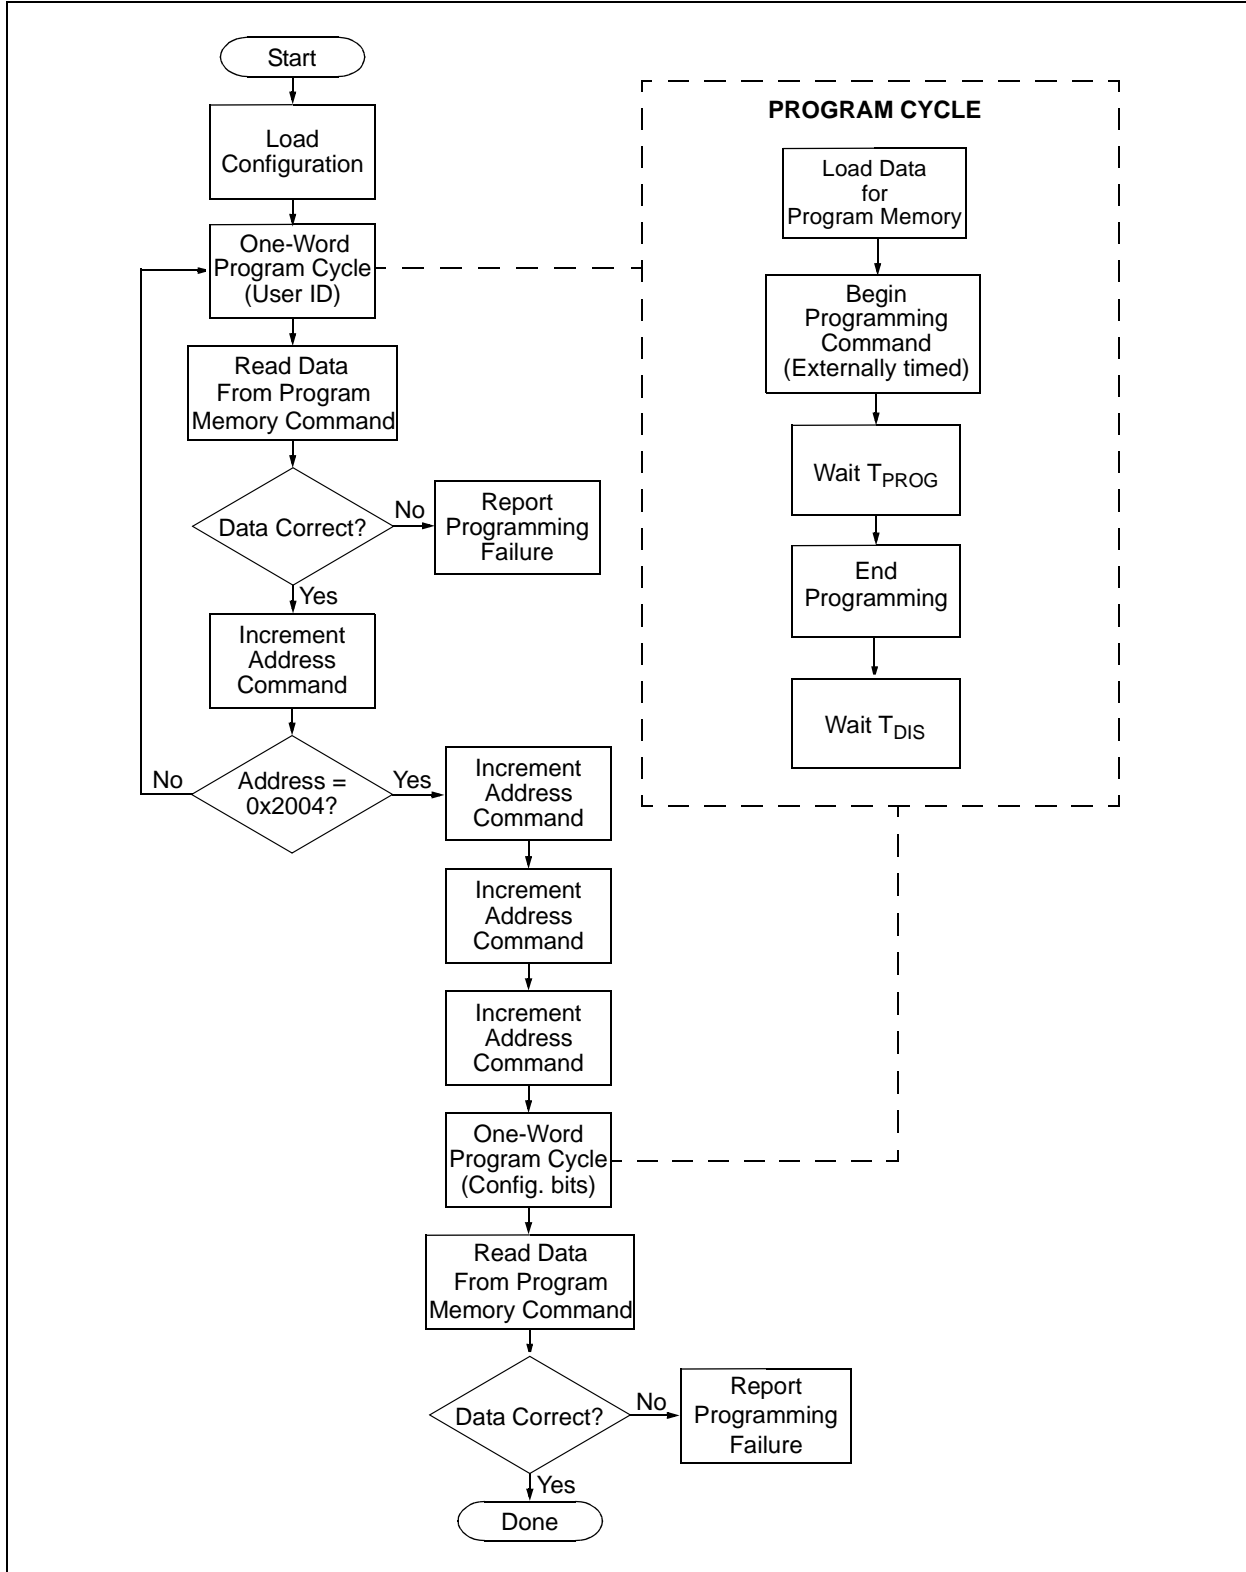 Start
Load
Configuration
One-Word
Program Cycle
(User ID)
Read Data
From Program
Memory Command
Data Correct?
No
Report
Programming
Failure
Yes
Increment
Address
Command
Address =
0x2004?
No
Yes
Increment
Address
Command
Increment
Address
Command
Increment
Address
Command
One-Word
Program Cycle
(Config. bits)
Read Data
From Program
Memory Command
Data Correct?
No
Report
Programming
Failure
Yes
Done
PROGRAM CYCLE
Load Data
for
Program Memory
Begin
Programming
Command
(Externally timed)
Wait TPROG
End
Programming
Wait TDIS